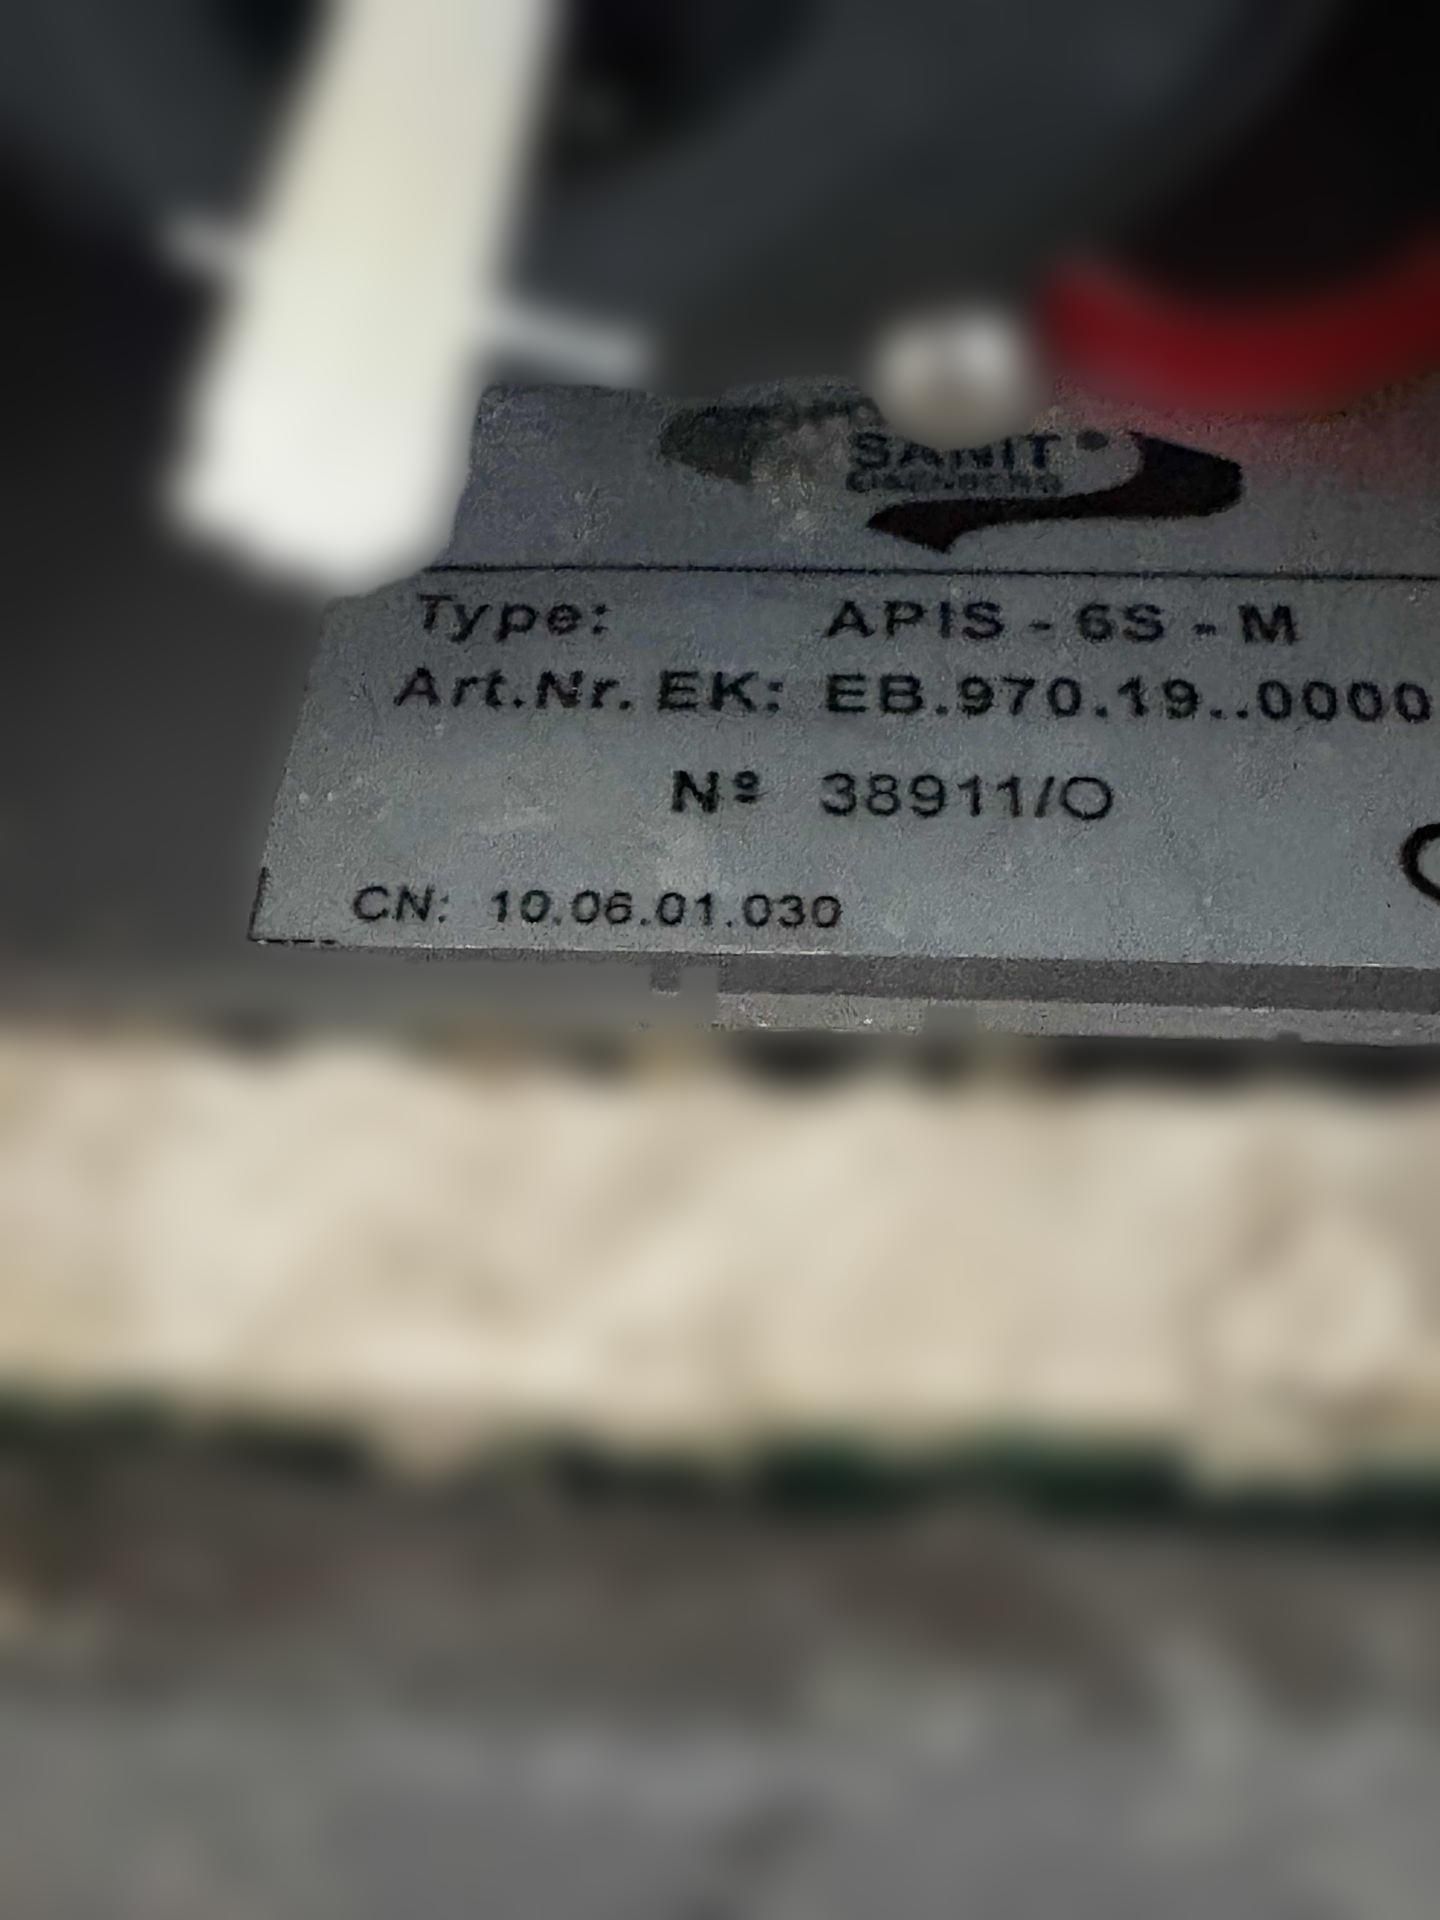 SANIT
Type: APIS - 6S - M
Art.Nr. EK: EB.970.19..0000
Nº 38911/O
CN: 10.06.01.030